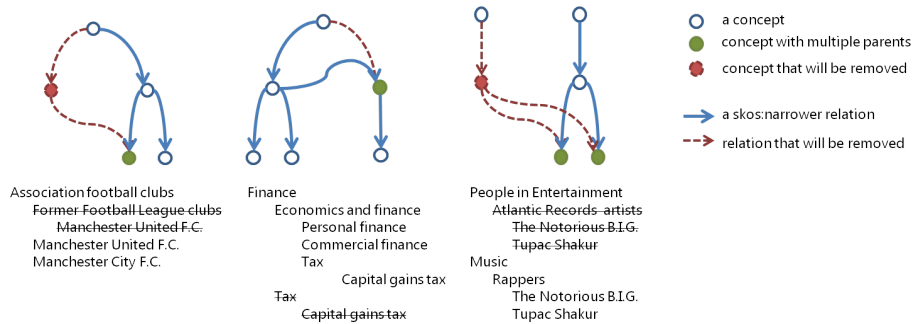 a concept
concept with multiple parents
concept that will be removed
a skos:narrower relation
relation that will be removed
Association football clubs
Former Football League clubs
Manchester United F.C.
Manchester United F.C.
Manchester City F.C.
Finance
Economics and finance
Personal finance
Commercial finance
Tax
Capital gains tax
Tax
Capital gains tax
People in Entertainment
Atlantic Records artists
The Notorious B.I.G.
Tupac Shakur
Music
Rappers
The Notorious B.I.G.
Tupac Shakur